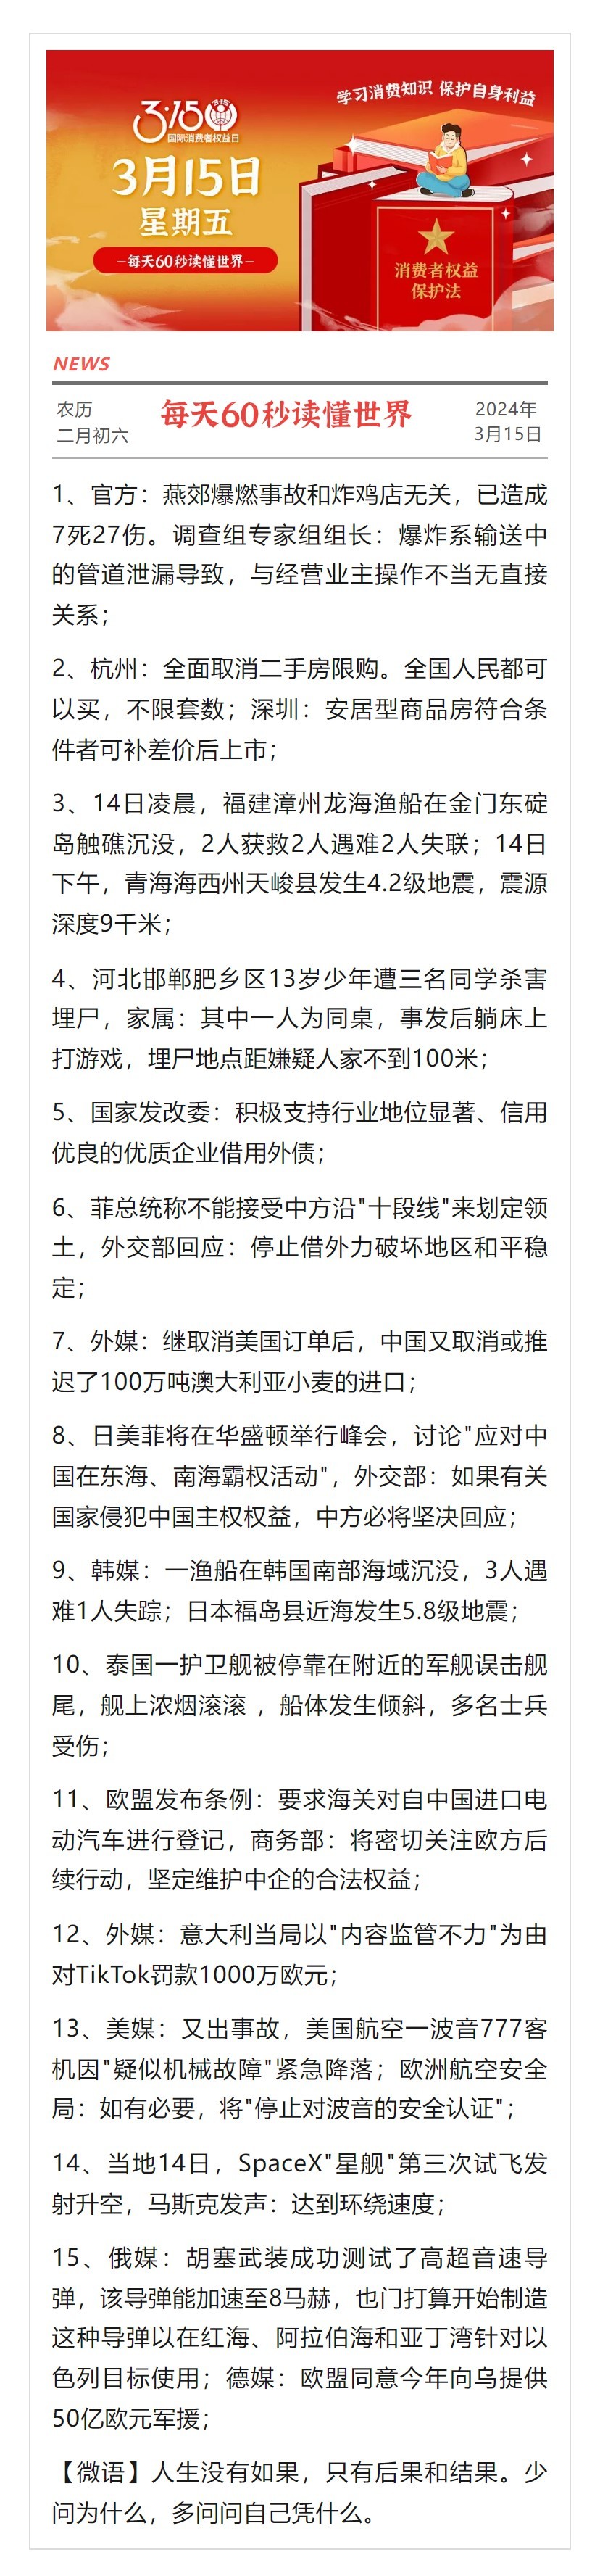 学习消费知识 保护自身利益
3·15
国际消费者权益日
3月15日
星期五
—每天60秒读懂世界—
消费者权益
保护法
NEWS
农历
二月初六
每天60秒读懂世界
2024年
3月15日
1、官方：燕郊爆燃事故和炸鸡店无关，已造成
7死27伤。调查组专家组组长：爆炸系输送中
的管道泄漏导致，与经营业主操作不当无直接
关系；
2、杭州：全面取消二手房限购。全国人民都可
以买，不限套数；深圳：安居型商品房符合条
件者可补差价后上市；
3、14日凌晨，福建漳州龙海渔船在金门东碇
岛触礁沉没，2人获救2人遇难2人失联；14日
下午，青海海西州天峻县发生4.2级地震，震源
深度9千米；
4、河北邯郸肥乡区13岁少年遭三名同学杀害
埋尸，家属：其中一人为同桌，事发后躺床上
打游戏，埋尸地点距嫌疑人家不到100米；
5、国家发改委：积极支持行业地位显著、信用
优良的优质企业借用外债；
6、菲总统称不能接受中方沿"十段线"来划定领
土，外交部回应：停止借外力破坏地区和平稳
定；
7、外媒：继取消美国订单后，中国又取消或推
迟了100万吨澳大利亚小麦的进口；
8、日美菲将在华盛顿举行峰会，讨论"应对中
国在东海、南海霸权活动"，外交部：如果有关
国家侵犯中国主权权益，中方必将坚决回应；
9、韩媒：一渔船在韩国南部海域沉没，3人遇
难1人失踪；日本福岛县近海发生5.8级地震；
10、泰国一护卫舰被停靠在附近的军舰误击舰
尾，舰上浓烟滚滚 ，船体发生倾斜，多名士兵
受伤；
11、欧盟发布条例：要求海关对自中国进口电
动汽车进行登记，商务部：将密切关注欧方后
续行动，坚定维护中企的合法权益；
12、外媒：意大利当局以"内容监管不力"为由
对TikTok罚款1000万欧元；
13、美媒：又出事故，美国航空一波音777客
机因"疑似机械故障"紧急降落；欧洲航空安全
局：如有必要，将"停止对波音的安全认证"；
14、当地14日，SpaceX"星舰"第三次试飞发
射升空，马斯克发声：达到环绕速度；
15、俄媒：胡塞武装成功测试了高超音速导
弹，该导弹能加速至8马赫，也门打算开始制造
这种导弹以在红海、阿拉伯海和亚丁湾针对以
色列目标使用；德媒：欧盟同意今年向乌提供
50亿欧元军援；
【微语】人生没有如果，只有后果和结果。少
问为什么，多问问自己凭什么。